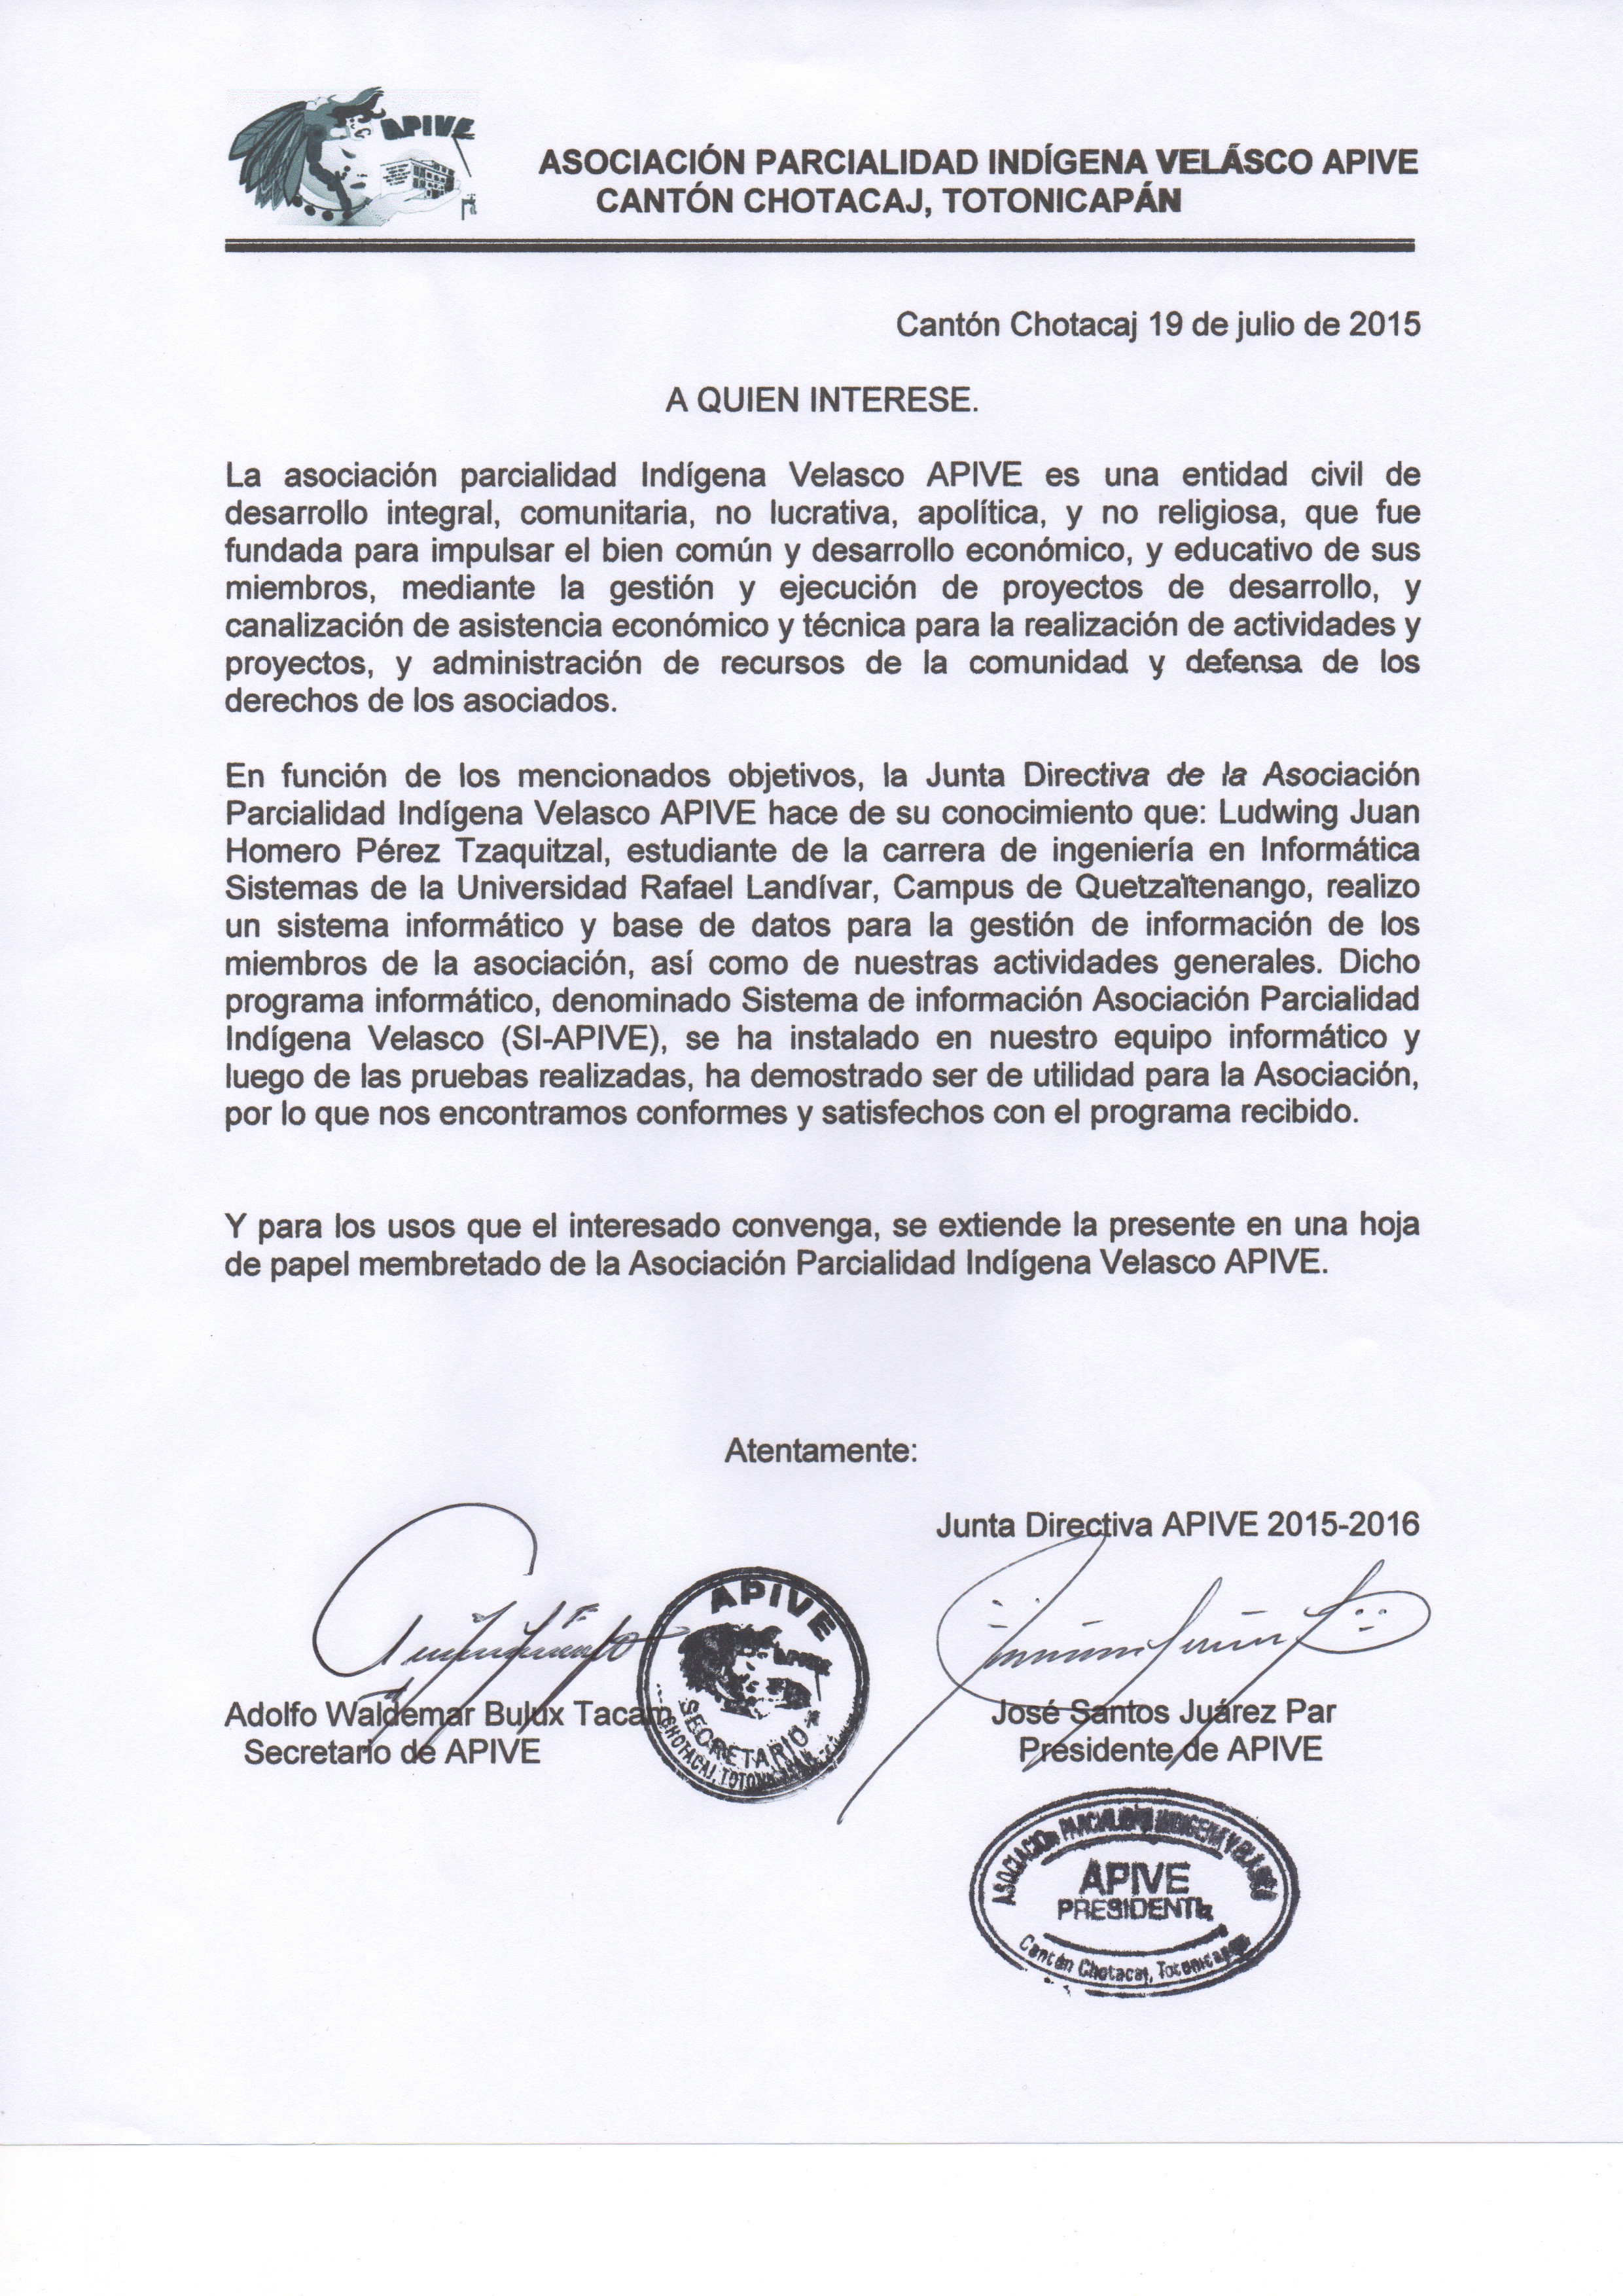 APIVE
ASOCIACIÓN PARCIALIDAD INDÍGENA VELÁSCO APIVE
CANTÓN CHOTACAJ, TOTONICAPÁN
Cantón Chotacaj 19 de julio de 2015
A QUIEN INTERESE.
La asociación parcialidad Indígena Velasco APIVE es una entidad civil de
desarrollo integral, comunitaria, no lucrativa, apolítica, y no religiosa, que fue
fundada para impulsar el bien común y desarrollo económico, y educativo de sus
miembros, mediante la gestión y ejecución de proyectos de desarrollo, y
canalización de asistencia económico y técnica para la realización de actividades y
proyectos, y administración de recursos de la comunidad y defensa de los
derechos de los asociados.
En función de los mencionados objetivos, la Junta Directiva de la Asociación
Parcialidad Indígena Velasco APIVE hace de su conocimiento que: Ludwing Juan
Homero Pérez Tzaquitzal, estudiante de la carrera de ingeniería en Informática
Sistemas de la Universidad Rafael Landívar, Campus de Quetzaltenango, realizo
un sistema informático y base de datos para la gestión de información de los
miembros de la asociación, así como de nuestras actividades generales. Dicho
programa informático, denominado Sistema de información Asociación Parcialidad
Indígena Velasco (SI-APIVE), se ha instalado en nuestro equipo informático y
luego de las pruebas realizadas, ha demostrado ser de utilidad para la Asociación,
por lo que nos encontramos conformes y satisfechos con el programa recibido.
Y para los usos que el interesado convenga, se extiende la presente en una hoja
de papel membretado de la Asociación Parcialidad Indígena Velasco APIVE.
Atentamente:
Junta Directiva APIVE 2015-2016
Adolfo Waldemar Bulux Tacam
Secretario de APIVE
APIVE
APIVE
SECRETARIO
CHOTACAJ,
José Santos Juárez Par
Presidente de APIVE
ASOCIACION PARCIALIDAD INDIGENA VELASCO
APIVE
PRESIDENTE
Cantón Chotacaj, Totonicapán